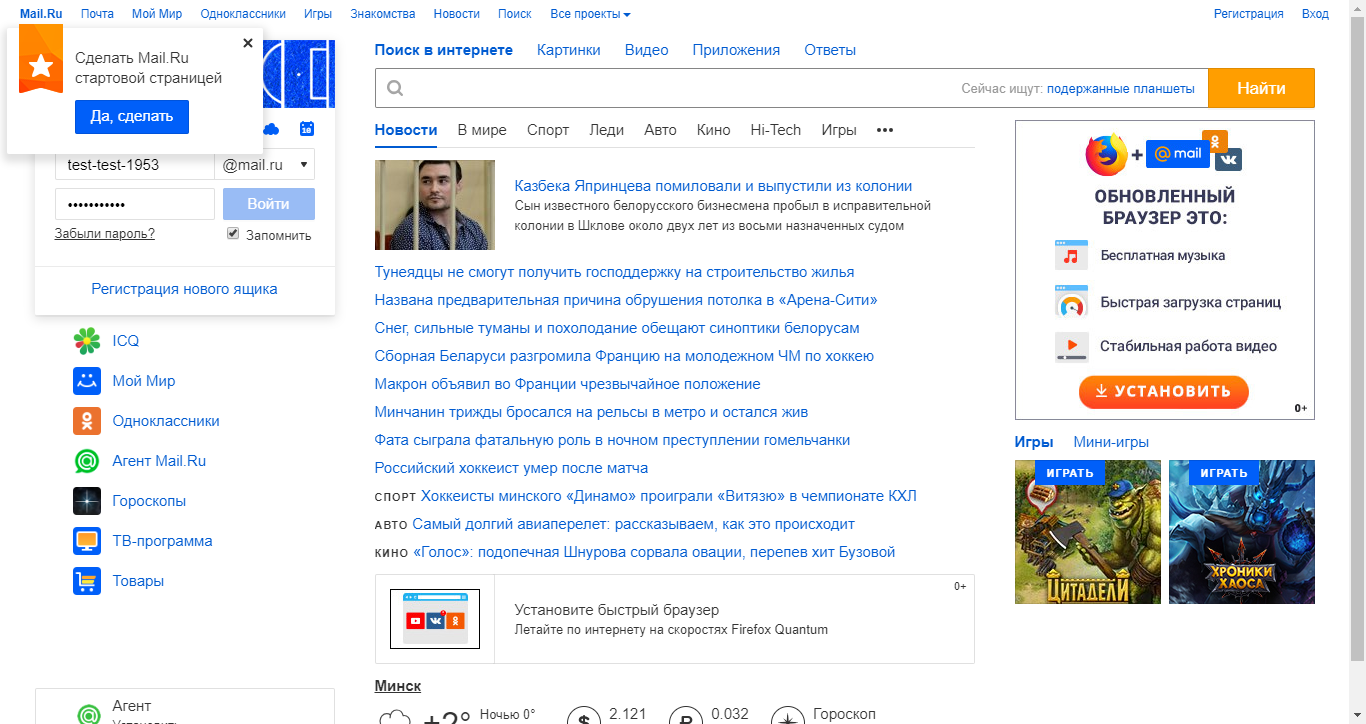 Mail.Ru Почта Мой Мир Одноклассники Игры Знакомства Новости Поиск Все проекты Регистрация Вход
Сделать Mail.Ru
стартовой страницей
Да, сделать
10
test-test-1953 @mail.ru
••••••••••• Войти
Забыли пароль? Запомнить
Регистрация нового ящика
ICQ
Мой Мир
Одноклассники
Агент Mail.Ru
Гороскопы
ТВ-программа
Товары
Агент
Поиск в интернете Картинки Видео Приложения Ответы
Сейчас ищут: подержанные планшеты Найти
Новости В мире Спорт Леди Авто Кино Hi-Tech Игры •••
Казбека Япринцева помиловали и выпустили из колонии
Сын известного белорусского бизнесмена пробыл в исправительной
колонии в Шклове около двух лет из восьми назначенных судом
Тунеядцы не смогут получить господдержку на строительство жилья
Названа предварительная причина обрушения потолка в «Арена-Сити»
Снег, сильные туманы и похолодание обещают синоптики белорусам
Сборная Беларуси разгромила Францию на молодежном ЧМ по хоккею
Макрон объявил во Франции чрезвычайное положение
Минчанин трижды бросался на рельсы в метро и остался жив
Фата сыграла фатальную роль в ночном преступлении гомельчанки
Российский хоккеист умер после матча
СПОРТ Хоккеисты минского «Динамо» проиграли «Витязю» в чемпионате КХЛ
АВТО Самый долгий авиаперелет: рассказываем, как это происходит
КИНО «Голос»: подопечная Шнурова сорвала овации, перепев хит Бузовой
0+
Установите быстрый браузер
Летайте по интернету на скоростях Firefox Quantum
Минск
+2° Ночью 0° $ 2.121 ₽ 0.032 Гороскоп
+ @mail
ОБНОВЛЕННЫЙ
БРАУЗЕР ЭТО:
Бесплатная музыка
Быстрая загрузка страниц
Стабильная работа видео
УСТАНОВИТЬ
0+
Игры Мини-игры
ИГРАТЬ ИГРАТЬ
ЦИТАДЕЛИ
ХРОНИКИ
ХАОСА